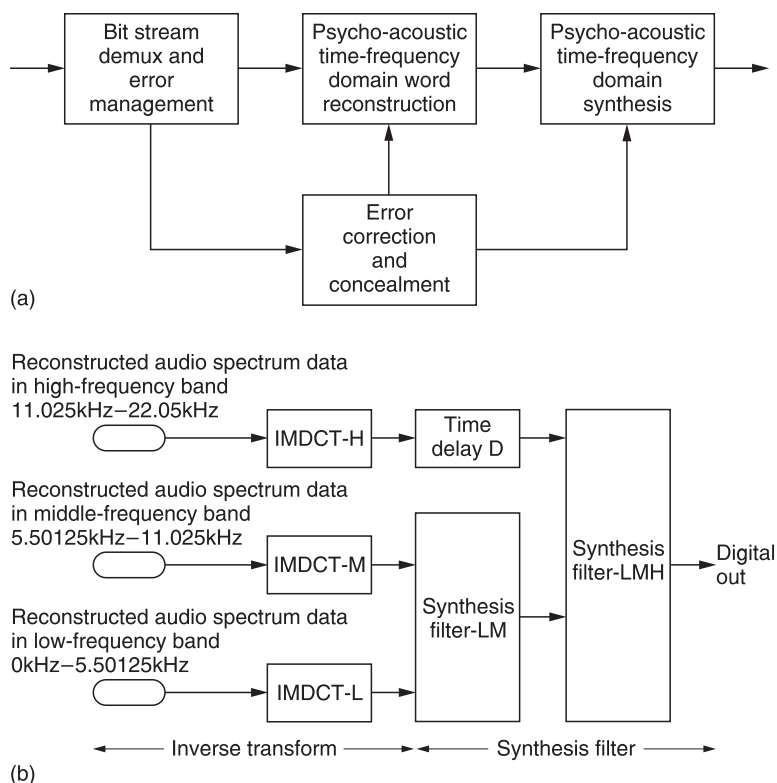 Bit stream
demux and
error
management
Psycho-acoustic
time-frequency
domain word
reconstruction
Psycho-acoustic
time-frequency
domain
synthesis
Error
correction
and
concealment
(a)
Reconstructed audio spectrum data
in high-frequency band
11.025kHz–22.05kHz
IMDCT-H
Time
delay D
Reconstructed audio spectrum data
in middle-frequency band
5.50125kHz–11.025kHz
IMDCT-M
Synthesis
filter-LM
Synthesis
filter-LMH
Digital
out
Reconstructed audio spectrum data
in low-frequency band
0kHz–5.50125kHz
IMDCT-L
Inverse transform
Synthesis filter
(b)